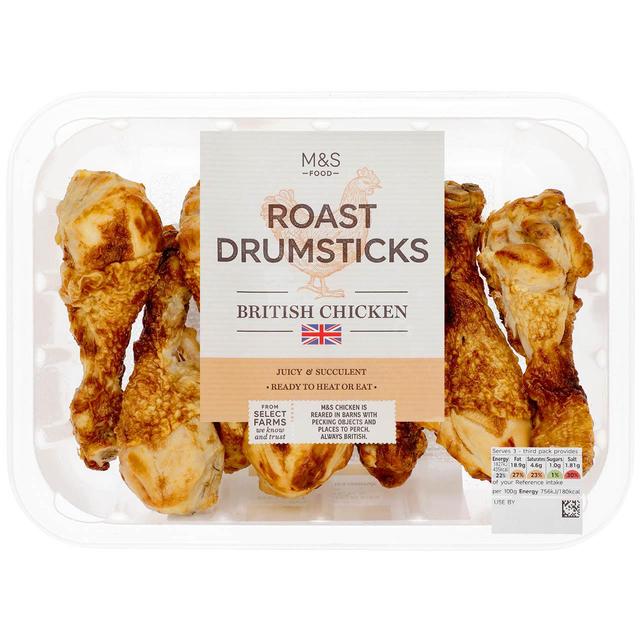 M&S
FOOD
ROAST
DRUMSTICKS
BRITISH CHICKEN
JUICY & SUCCULENT
• READY TO HEAT OR EAT •
FROM
SELECT
FARMS
we know
and trust
M&S CHICKEN IS
REARED IN BARNS WITH
PECKING OBJECTS AND
PLACES TO PERCH.
ALWAYS BRITISH.
Serves 3 - third pack provides
Energy Fat Saturates Sugars Salt
18.9g 4.6g 1.0g 1.81g
22% 27% 23% 1% 30%
of your Reference intake
per 100g Energy 756kJ/180kcal
USE BY